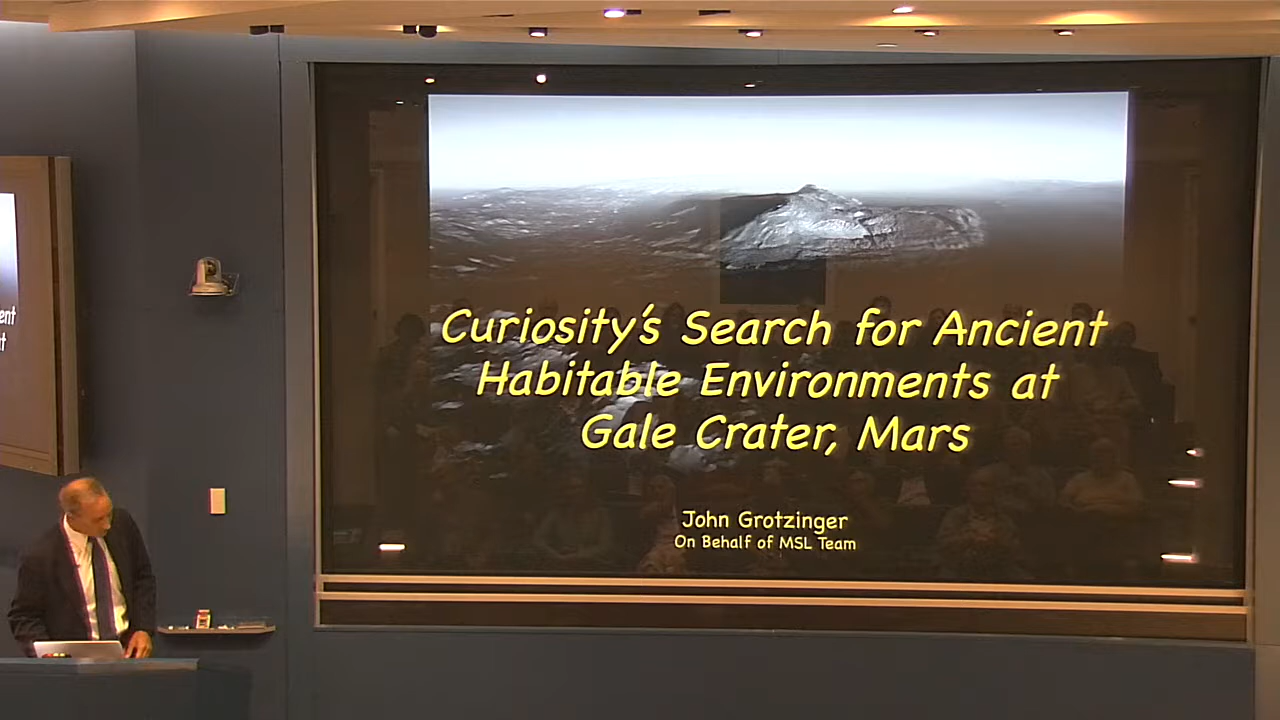 Curiosity's Search for Ancient
Habitable Environments at
Gale Crater, Mars
John Grotzinger
On Behalf of MSL Team